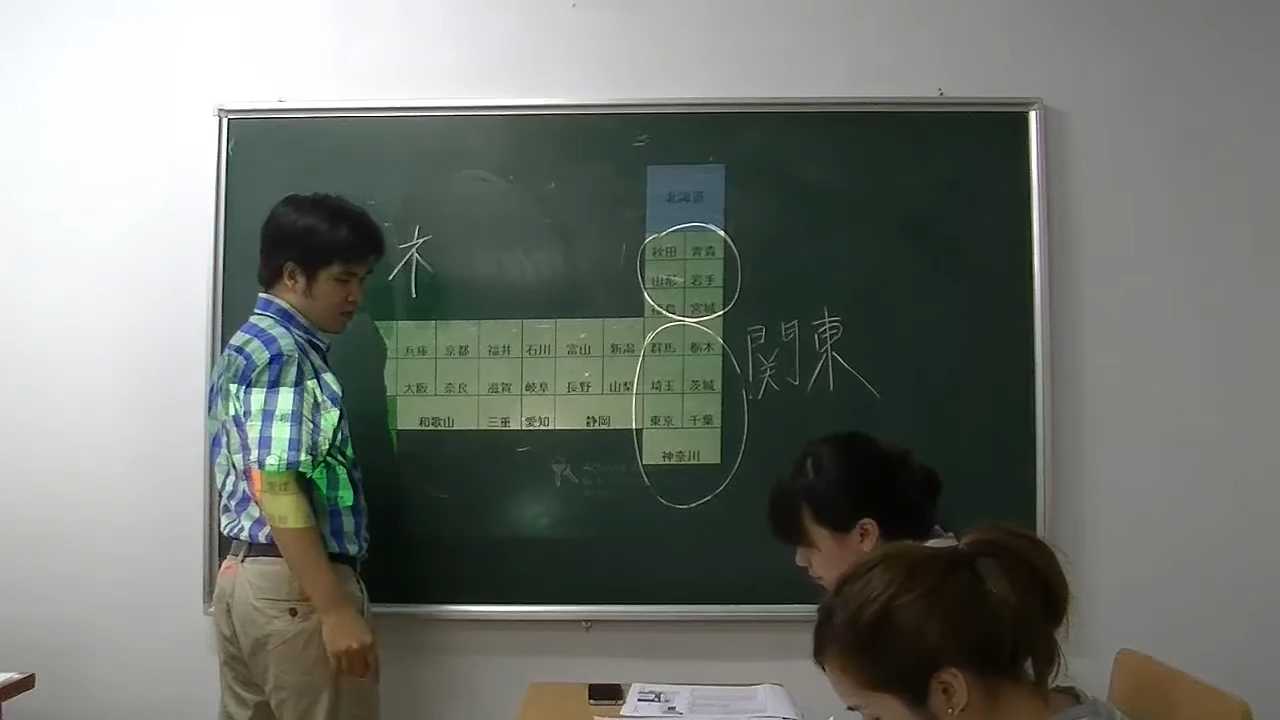 北海道
木
秋田 青森
山形 岩手
福島 宮城
関東
兵庫 京都 福井 石川 富山 新潟 群馬 栃木
大阪 奈良 滋賀 岐阜 長野 山梨 埼玉 茨城
和歌山 三重 愛知 静岡 東京 千葉
神奈川